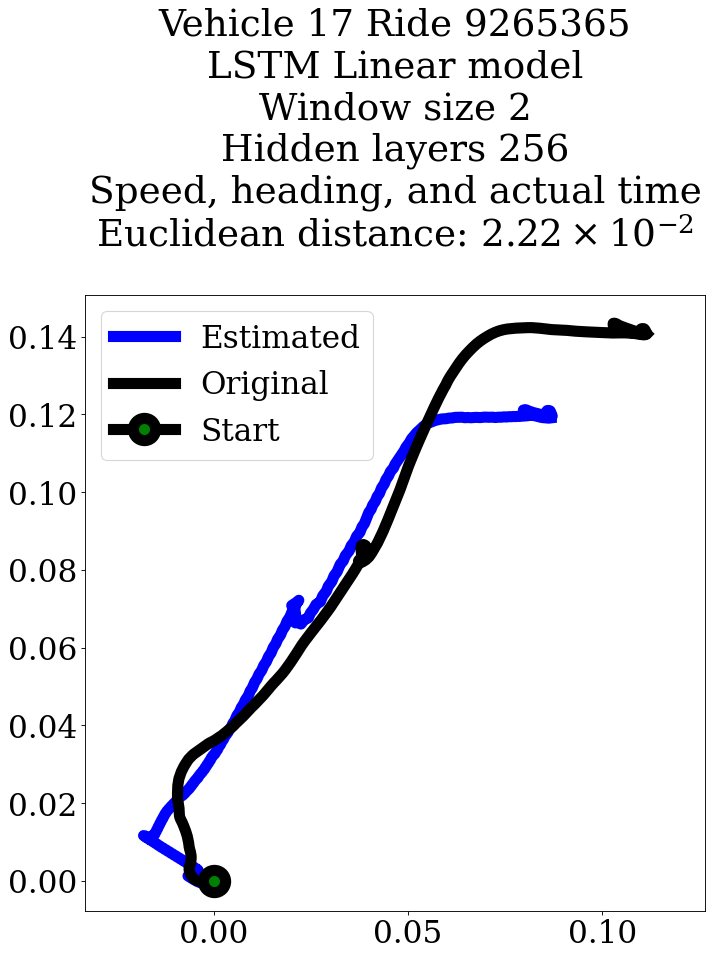 Vehicle 17 Ride 9265365
LSTM Linear model
Window size 2
Hidden layers 256
Speed, heading, and actual time
Euclidean distance: 2.22 × 10⁻²
Estimated
Original
Start
0.14
0.12
0.10
0.08
0.06
0.04
0.02
0.00
0.00 0.05 0.10